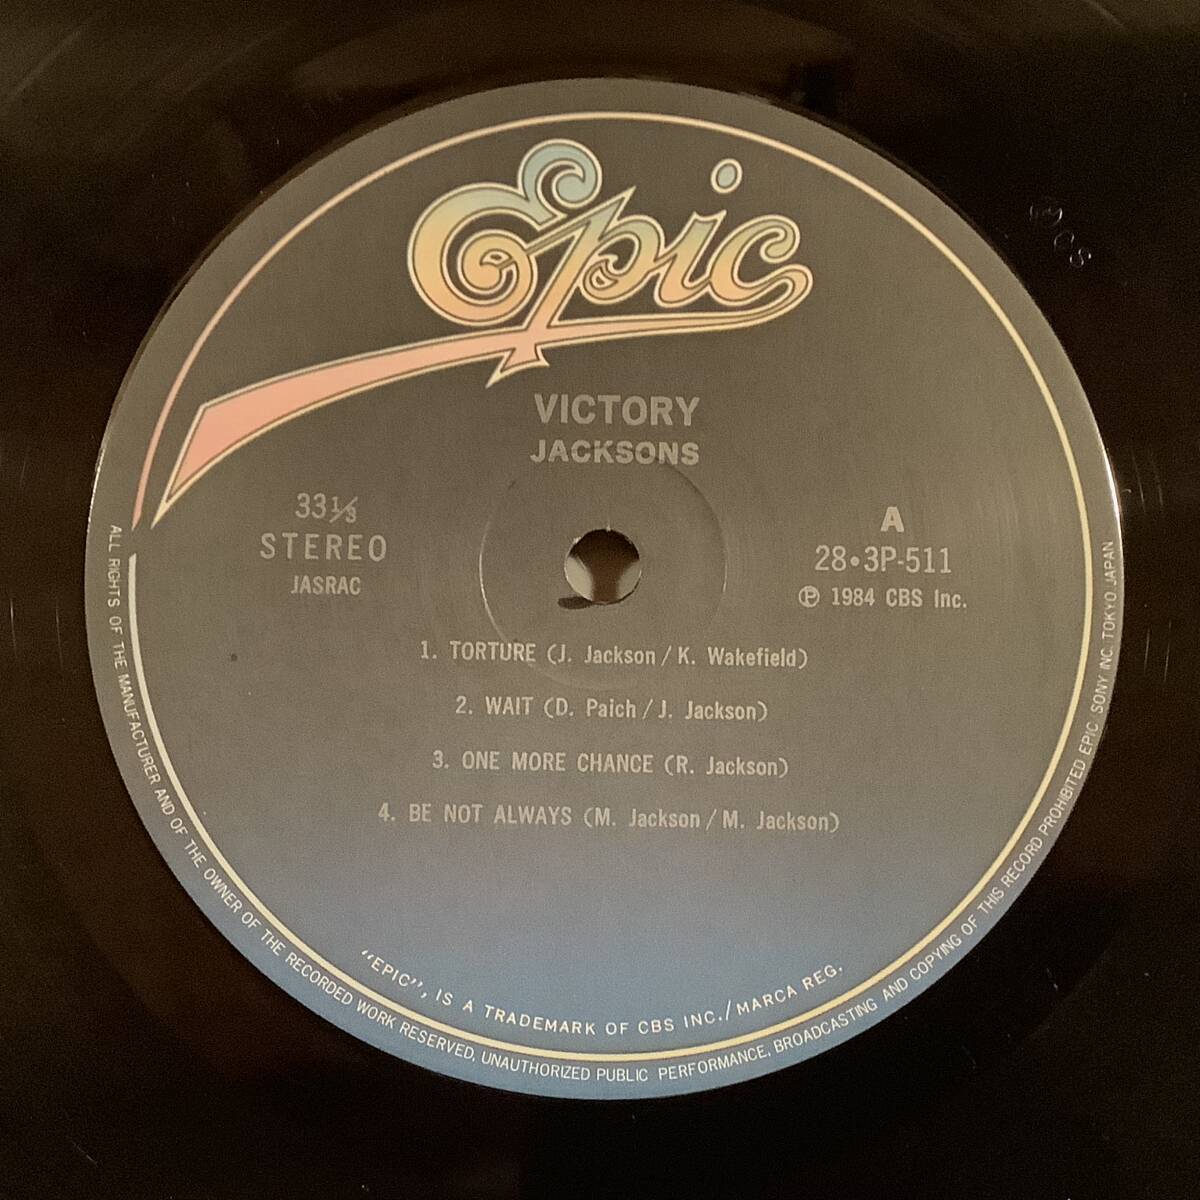 Epic
VICTORY
JACKSONS
33⅓
STEREO
JASRAC
A
28•3P-511
Ⓟ 1984 CBS Inc.
1. TORTURE (J. Jackson / K. Wakefield)
2. WAIT (D. Paich / J. Jackson)
3. ONE MORE CHANCE (R. Jackson)
4. BE NOT ALWAYS (M. Jackson / M. Jackson)
"EPIC", IS A TRADEMARK OF CBS INC./MARCA REG.
ALL RIGHTS OF THE MANUFACTURER AND OF THE OWNER OF THE RECORDED WORK RESERVED. UNAUTHORIZED PUBLIC PERFORMANCE, BROADCASTING AND COPYING OF THIS RECORD PROHIBITED EPIC SONY INC. TOKYO JAPAN